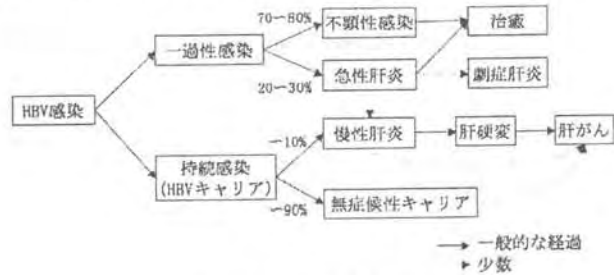 70～80%
不顕性感染
治癒
一過性感染
急性肝炎
劇症肝炎
20～30%
HBV感染
～10%
慢性肝炎
肝硬変
肝がん
持続感染
(HBVキャリア)
～90%
無症候性キャリア
一般的な経過
少数